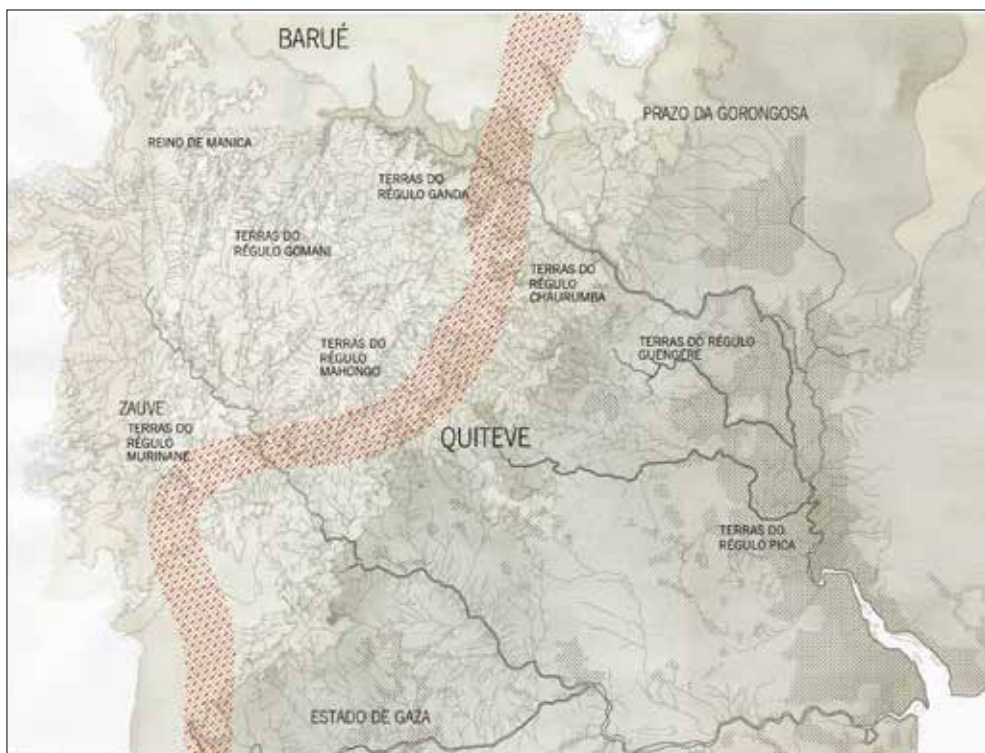 BARUÉ
PRAZO DA GORONGOSA
REINO DE MANICA
TERRAS DO
RÉGULO GANDA
TERRAS DO
RÉGULO GOMANI
TERRAS DO
RÉGULO
CHAURUMBA
TERRAS DO
RÉGULO
MAHONGO
TERRAS DO RÉGULO
GUENGERE
ZAUVE
TERRAS DO
RÉGULO
MURINANE
QUITEVE
TERRAS DO
RÉGULO PICA
ESTADO DE GAZA